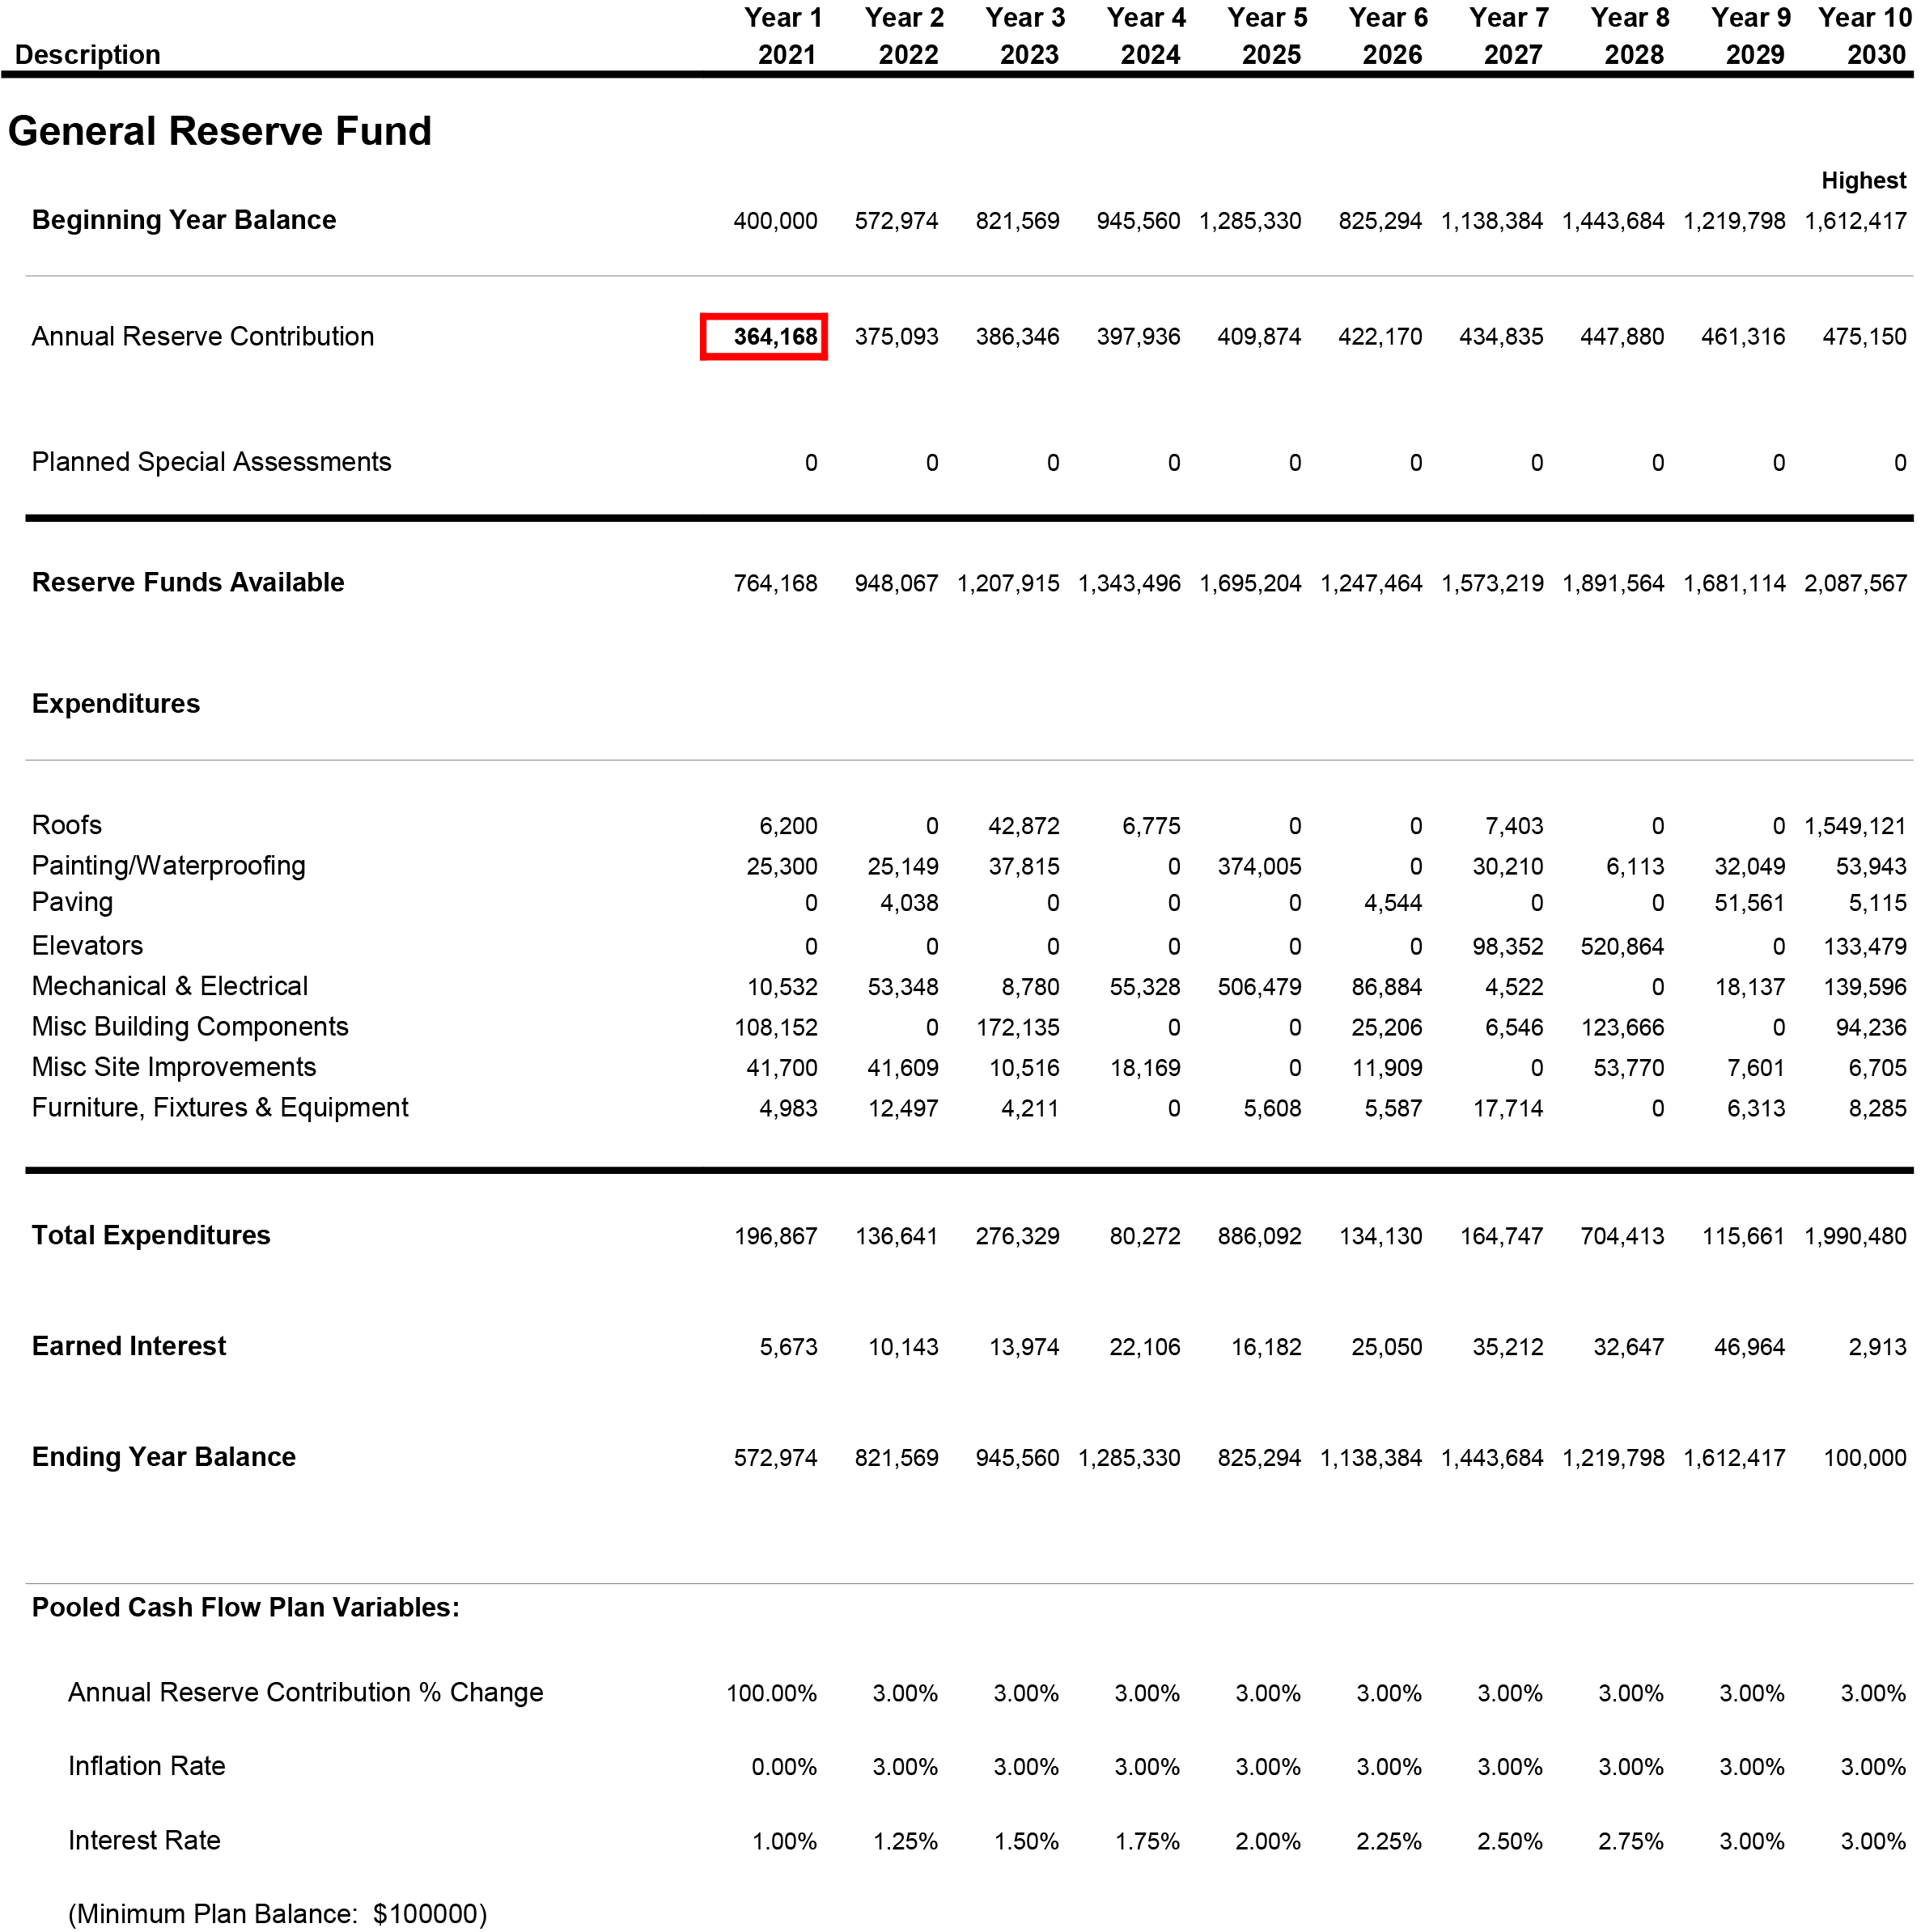 Year 1 Year 2 Year 3 Year 4 Year 5 Year 6 Year 7 Year 8 Year 9 Year 10
Description 2021 2022 2023 2024 2025 2026 2027 2028 2029 2030
General Reserve Fund
Highest
Beginning Year Balance 400,000 572,974 821,569 945,560 1,285,330 825,294 1,138,384 1,443,684 1,219,798 1,612,417
Annual Reserve Contribution 364,168 375,093 386,346 397,936 409,874 422,170 434,835 447,880 461,316 475,150
Planned Special Assessments 0 0 0 0 0 0 0 0 0 0
Reserve Funds Available 764,168 948,067 1,207,915 1,343,496 1,695,204 1,247,464 1,573,219 1,891,564 1,681,114 2,087,567
Expenditures
Roofs 6,200 0 42,872 6,775 0 0 7,403 0 0 1,549,121
Painting/Waterproofing 25,300 25,149 37,815 0 374,005 0 30,210 6,113 32,049 53,943
Paving 0 4,038 0 0 0 4,544 0 0 51,561 5,115
Elevators 0 0 0 0 0 0 98,352 520,864 0 133,479
Mechanical & Electrical 10,532 53,348 8,780 55,328 506,479 86,884 4,522 0 18,137 139,596
Misc Building Components 108,152 0 172,135 0 0 25,206 6,546 123,666 0 94,236
Misc Site Improvements 41,700 41,609 10,516 18,169 0 11,909 0 53,770 7,601 6,705
Furniture, Fixtures & Equipment 4,983 12,497 4,211 0 5,608 5,587 17,714 0 6,313 8,285
Total Expenditures 196,867 136,641 276,329 80,272 886,092 134,130 164,747 704,413 115,661 1,990,480
Earned Interest 5,673 10,143 13,974 22,106 16,182 25,050 35,212 32,647 46,964 2,913
Ending Year Balance 572,974 821,569 945,560 1,285,330 825,294 1,138,384 1,443,684 1,219,798 1,612,417 100,000
Pooled Cash Flow Plan Variables:
Annual Reserve Contribution % Change 100.00% 3.00% 3.00% 3.00% 3.00% 3.00% 3.00% 3.00% 3.00% 3.00%
Inflation Rate 0.00% 3.00% 3.00% 3.00% 3.00% 3.00% 3.00% 3.00% 3.00% 3.00%
Interest Rate 1.00% 1.25% 1.50% 1.75% 2.00% 2.25% 2.50% 2.75% 3.00% 3.00%
(Minimum Plan Balance: $100000)